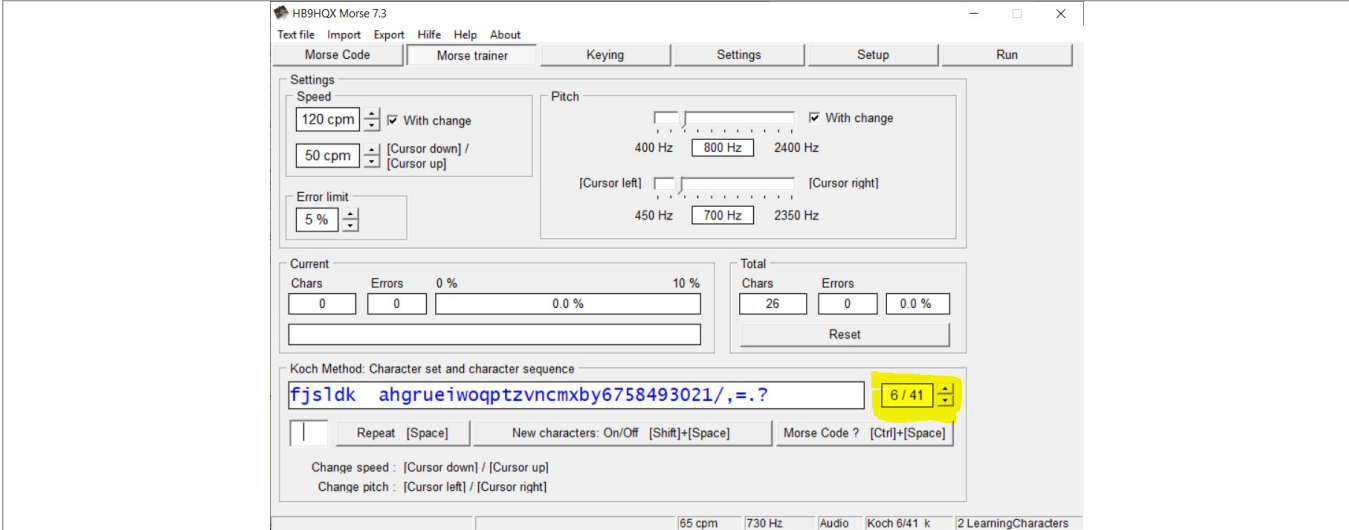 HB9HQX Morse 7.3
Text file Import Export Hilfe Help About
Morse Code Morse trainer Keying Settings Setup Run
Settings
Speed
120 cpm With change
50 cpm [Cursor down] /
[Cursor up]
Error limit
5 %
Pitch
With change
400 Hz 800 Hz 2400 Hz
[Cursor left] [Cursor right]
450 Hz 700 Hz 2350 Hz
Current
Chars Errors 0 % 10 %
0 0 0.0 %
Total
Chars Errors
26 0 0.0 %
Reset
Koch Method: Character set and character sequence
fjsldk ahgrueiwoqptzvncmxby6758493021/,=.? 6 / 41
Repeat [Space] New characters: On/Off [Shift]+[Space] Morse Code ? [Ctrl]+[Space]
Change speed : [Cursor down] / [Cursor up]
Change pitch : [Cursor left] / [Cursor right]
65 cpm 730 Hz Audio Koch 6/41 k 2 LearningCharacters